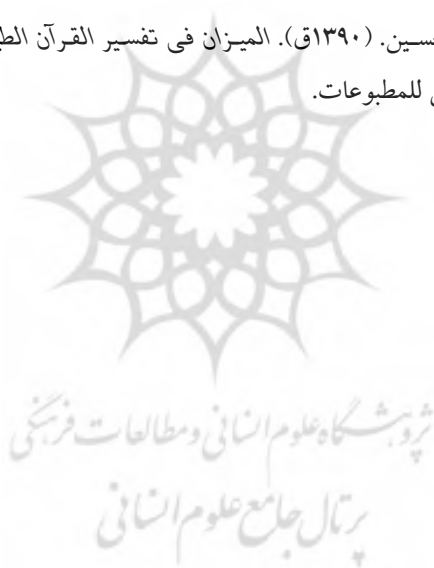 سین. (۱۳۹۰ق). المیزان فی تفسیر القرآن الط
للمطبوعات.
پژوهشگاه علوم انسانی و مطالعات فرهنگی
پرتال جامع علوم انسانی